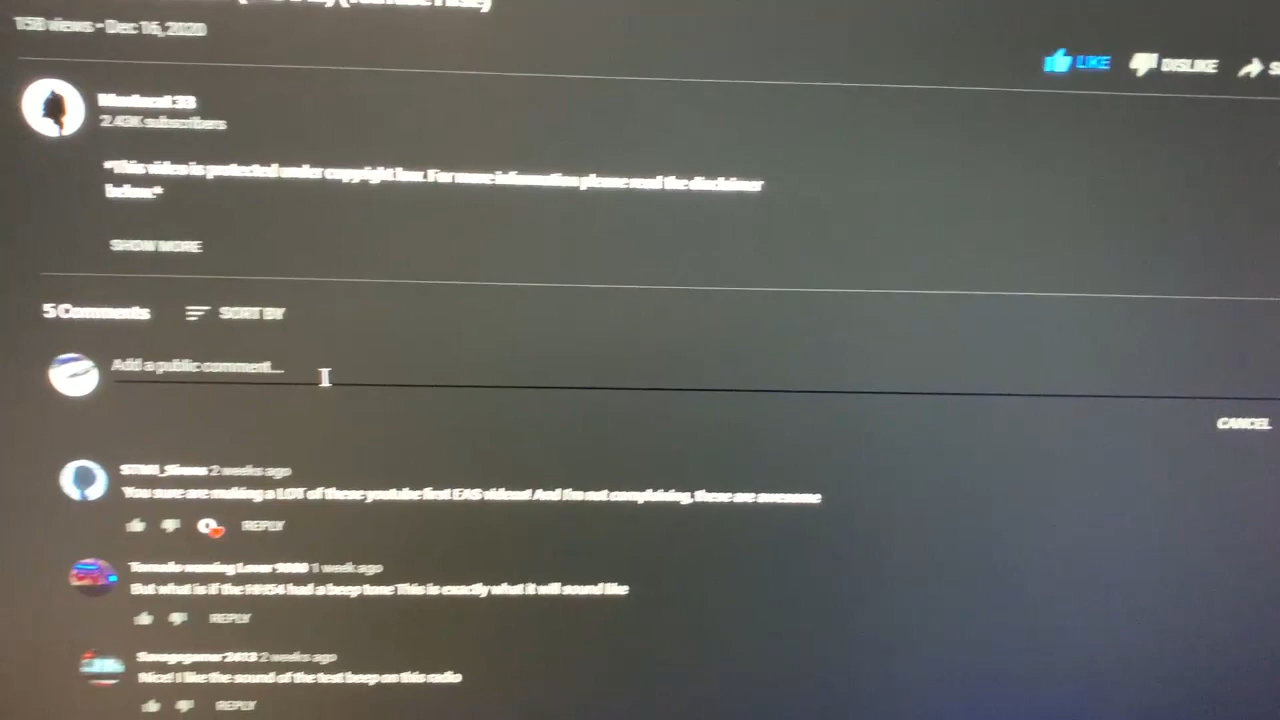 views • Dec 16, 2020
LIKE DISLIKE
2.43K subscribers
*This video is protected under copyright law. For more information please read the disclaimer
below.*
SHOW MORE
5 Comments SORT BY
Add a public comment...
CANCEL
2 weeks ago
You sure are making a LOT of these youtube first EAS videos! And I'm not complaining, these are awesome
REPLY
Tornado warning Lover 1 week ago
But what is if the had a beep tone This is exactly what it will sound like
REPLY
2 weeks ago
Nice! I like the sound of the test beep on this radio
REPLY